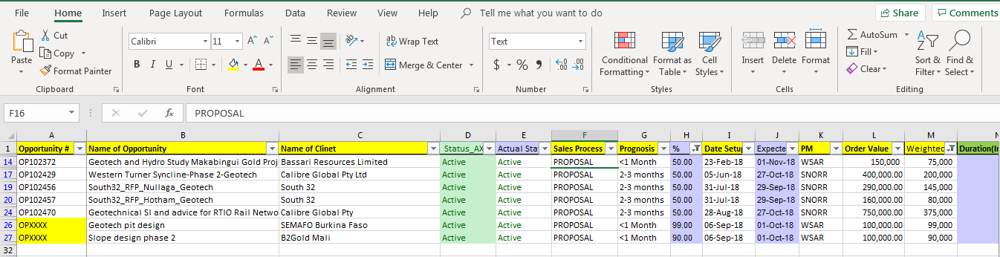 File Home Insert Page Layout Formulas Data Review View Help Tell me what you want to do Share Comments
Paste Cut Copy Format Painter Clipboard
Calibri 11 A A B I U A Font
ab Wrap Text Merge & Center Alignment
Text $ % Number
Conditional Formatting Format as Table Cell Styles Styles
Insert Delete Format Cells
AutoSum Fill Clear Sort & Filter Find & Select Editing
F16 fx PROPOSAL
A B C D E F G H I J K L M N
1 Opportunity # Name of Opportunity Name of Clinet Status_AX Actual Sta Sales Process Prognosis % Date Setup Expecte PM Order Value Weighted Duration(In
14 OP102372 Geotech and Hydro Study Makabingui Gold Proj Bassari Resources Limited Active Active PROPOSAL <1 Month 50.00 23-Feb-18 01-Nov-18 WSAR 150,000 75,000
17 OP102429 Western Turner Syncline-Phase 2-Geotech Calibre Global Pty Ltd Active Active PROPOSAL 2-3 months 50.00 05-Jun-18 27-Oct-18 SNORR 400,000.00 200,000
19 OP102456 South32_RFP_Nullaga_Geotech South 32 Active Active PROPOSAL 2-3 months 50.00 31-Jul-18 29-Sep-18 SNORR 290,000.00 145,000
20 OP102457 South32_RFP_Hotham_Geotech South 32 Active Active PROPOSAL 2-3 months 50.00 31-Jul-18 29-Sep-18 SNORR 160,000.00 80,000
24 OP102470 Geotechnical SI and advice for RTIO Rail Netwo Calibre Global Pty Active Active PROPOSAL 2-3 months 50.00 28-Aug-18 27-Oct-18 SNORR 750,000.00 375,000
26 OPXXXX Geotech pit design SEMAFO Burkina Faso Active Active PROPOSAL <1 Month 99.00 06-Sep-18 01-Oct-18 WSAR 100,000.00 99,000
27 OPXXXX Slope design phase 2 B2Gold Mali Active Active PROPOSAL <1 Month 90.00 06-Sep-18 01-Oct-18 WSAR 100,000.00 90,000
32